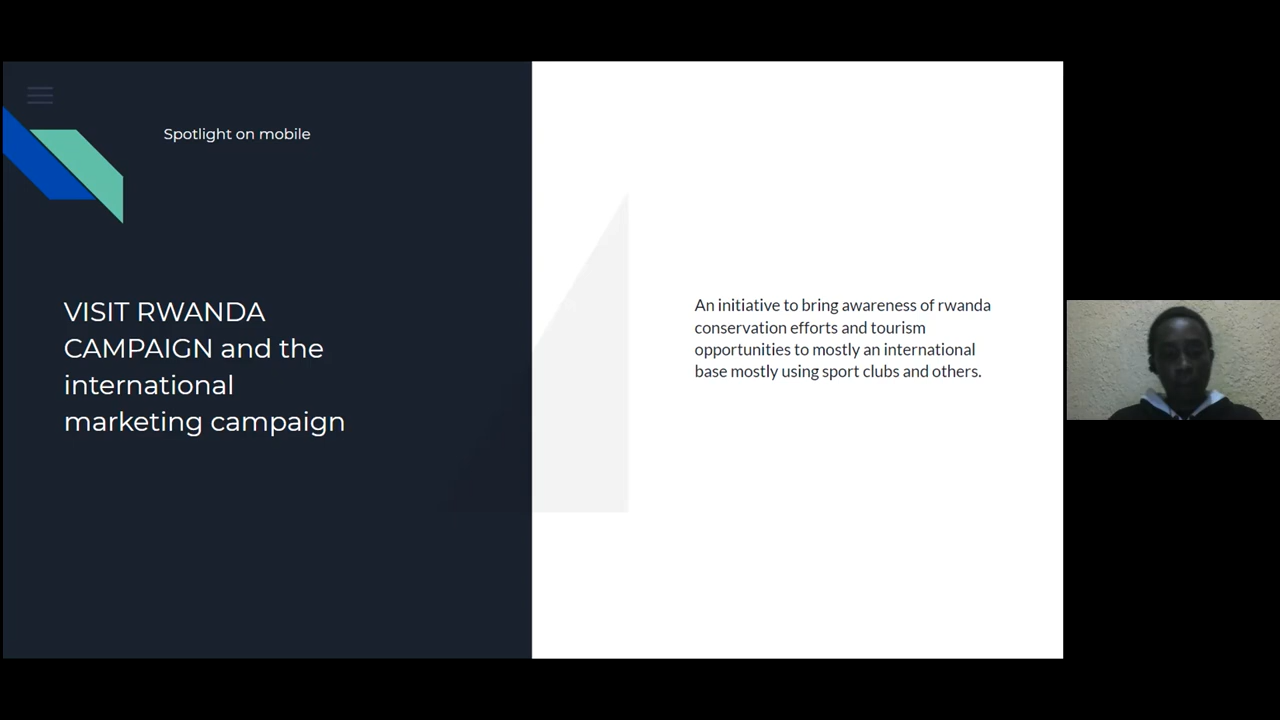 Spotlight on mobile
VISIT RWANDA
CAMPAIGN and the
international
marketing campaign
An initiative to bring awareness of rwanda
conservation efforts and tourism
opportunities to mostly an international
base mostly using sport clubs and others.